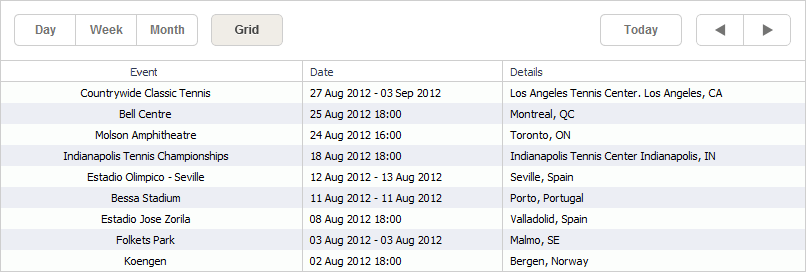 Day Week Month Grid Today
Event Date Details
Countrywide Classic Tennis 27 Aug 2012 - 03 Sep 2012 Los Angeles Tennis Center. Los Angeles, CA
Bell Centre 25 Aug 2012 18:00 Montreal, QC
Molson Amphitheatre 24 Aug 2012 16:00 Toronto, ON
Indianapolis Tennis Championships 18 Aug 2012 18:00 Indianapolis Tennis Center Indianapolis, IN
Estadio Olimpico - Seville 12 Aug 2012 - 13 Aug 2012 Seville, Spain
Bessa Stadium 11 Aug 2012 - 11 Aug 2012 Porto, Portugal
Estadio Jose Zorila 08 Aug 2012 18:00 Valladolid, Spain
Folkets Park 03 Aug 2012 - 03 Aug 2012 Malmo, SE
Koengen 02 Aug 2012 18:00 Bergen, Norway